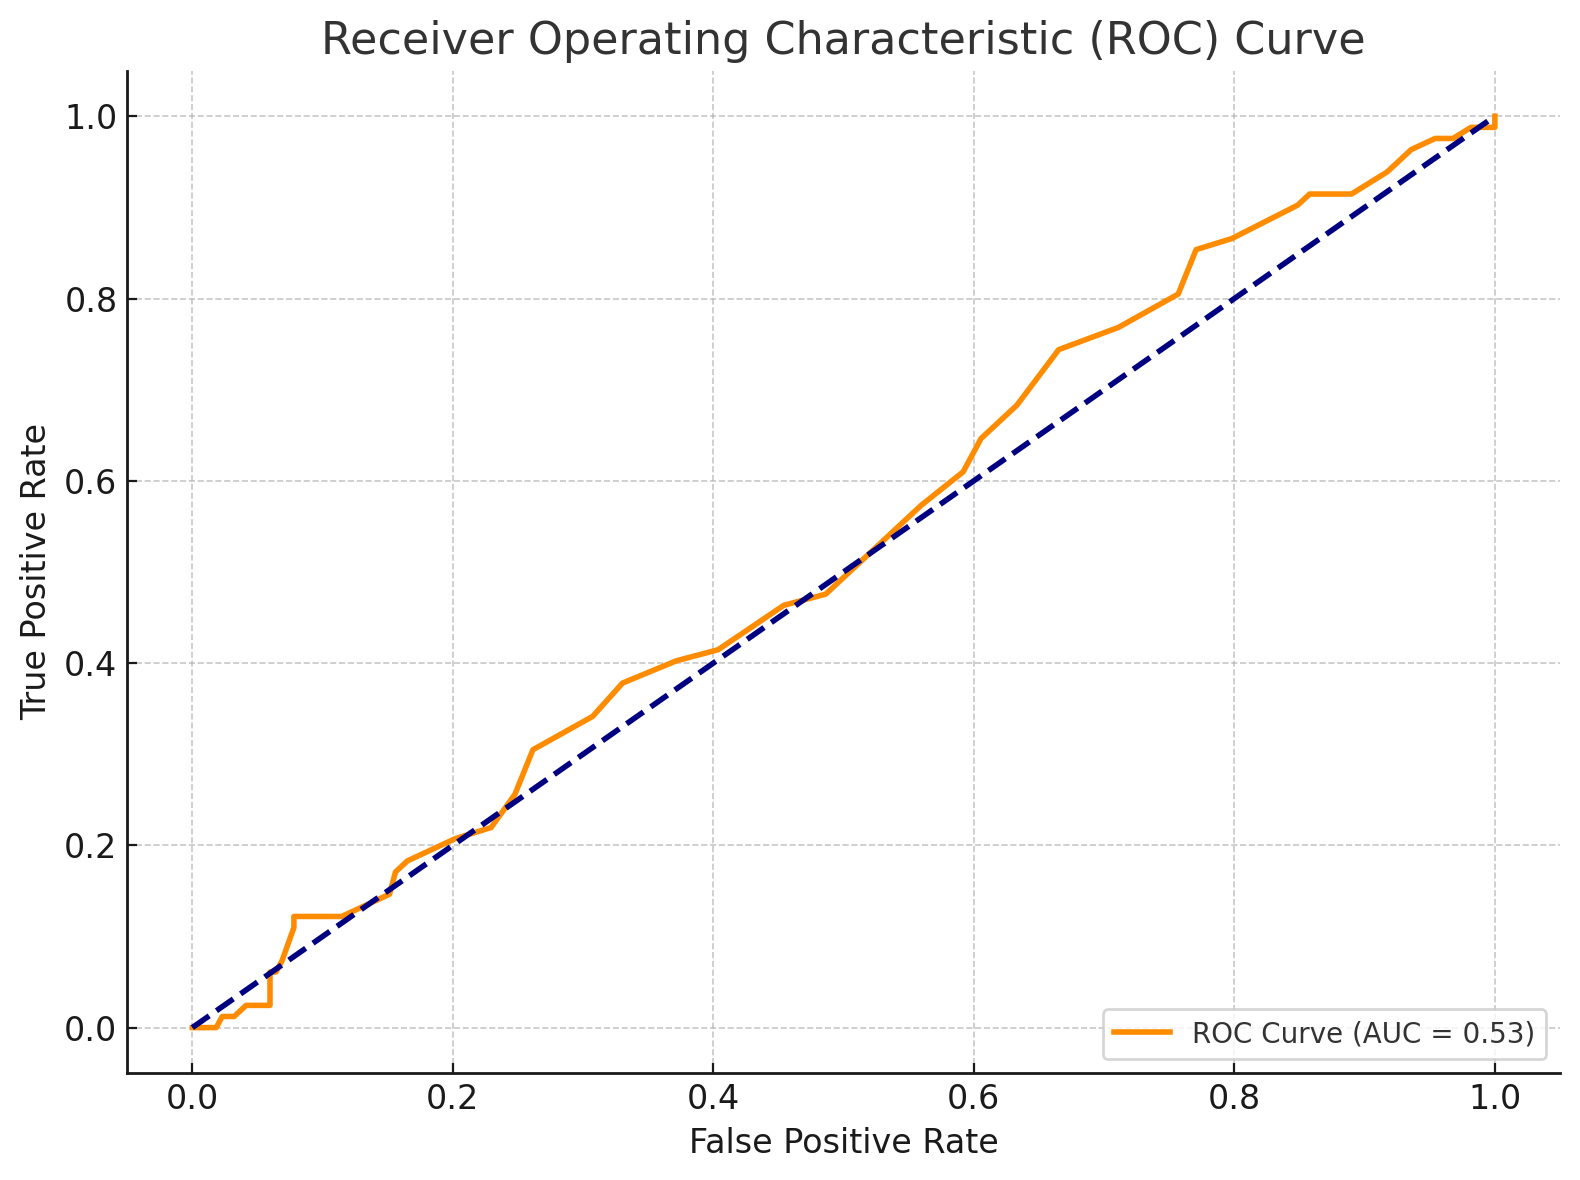 Receiver Operating Characteristic (ROC) Curve
1.0
0.8
0.6
0.4
0.2
0.0
True Positive Rate
ROC Curve (AUC = 0.53)
0.0 0.2 0.4 0.6 0.8 1.0
False Positive Rate